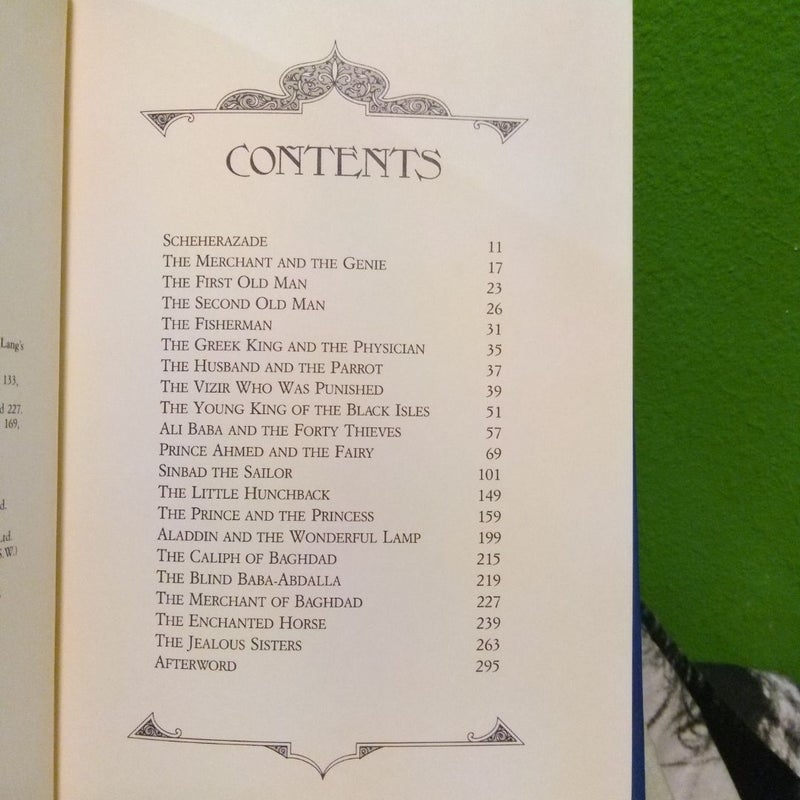 Lang's
133,
d 227.
169,
d.
Ltd.
S.W.)
CONTENTS
SCHEHERAZADE 11
THE MERCHANT AND THE GENIE 17
THE FIRST OLD MAN 23
THE SECOND OLD MAN 26
THE FISHERMAN 31
THE GREEK KING AND THE PHYSICIAN 35
THE HUSBAND AND THE PARROT 37
THE VIZIR WHO WAS PUNISHED 39
THE YOUNG KING OF THE BLACK ISLES 51
ALI BABA AND THE FORTY THIEVES 57
PRINCE AHMED AND THE FAIRY 69
SINBAD THE SAILOR 101
THE LITTLE HUNCHBACK 149
THE PRINCE AND THE PRINCESS 159
ALADDIN AND THE WONDERFUL LAMP 199
THE CALIPH OF BAGHDAD 215
THE BLIND BABA-ABDALLA 219
THE MERCHANT OF BAGHDAD 227
THE ENCHANTED HORSE 239
THE JEALOUS SISTERS 263
AFTERWORD 295